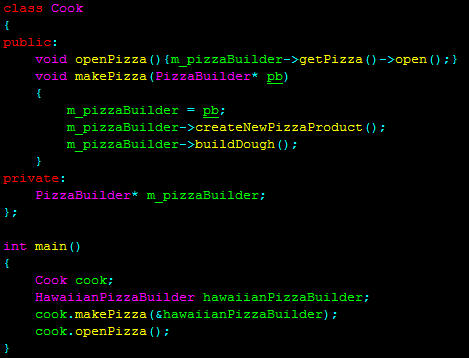 class Cook
{
public:
    void openPizza(){m_pizzaBuilder->getPizza()->open();}
    void makePizza(PizzaBuilder* pb)
    {
        m_pizzaBuilder = pb;
        m_pizzaBuilder->createNewPizzaProduct();
        m_pizzaBuilder->buildDough();
    }
private:
    PizzaBuilder* m_pizzaBuilder;
};

int main()
{
    Cook cook;
    HawaiianPizzaBuilder hawaiianPizzaBuilder;
    cook.makePizza(&hawaiianPizzaBuilder);
    cook.openPizza();
}